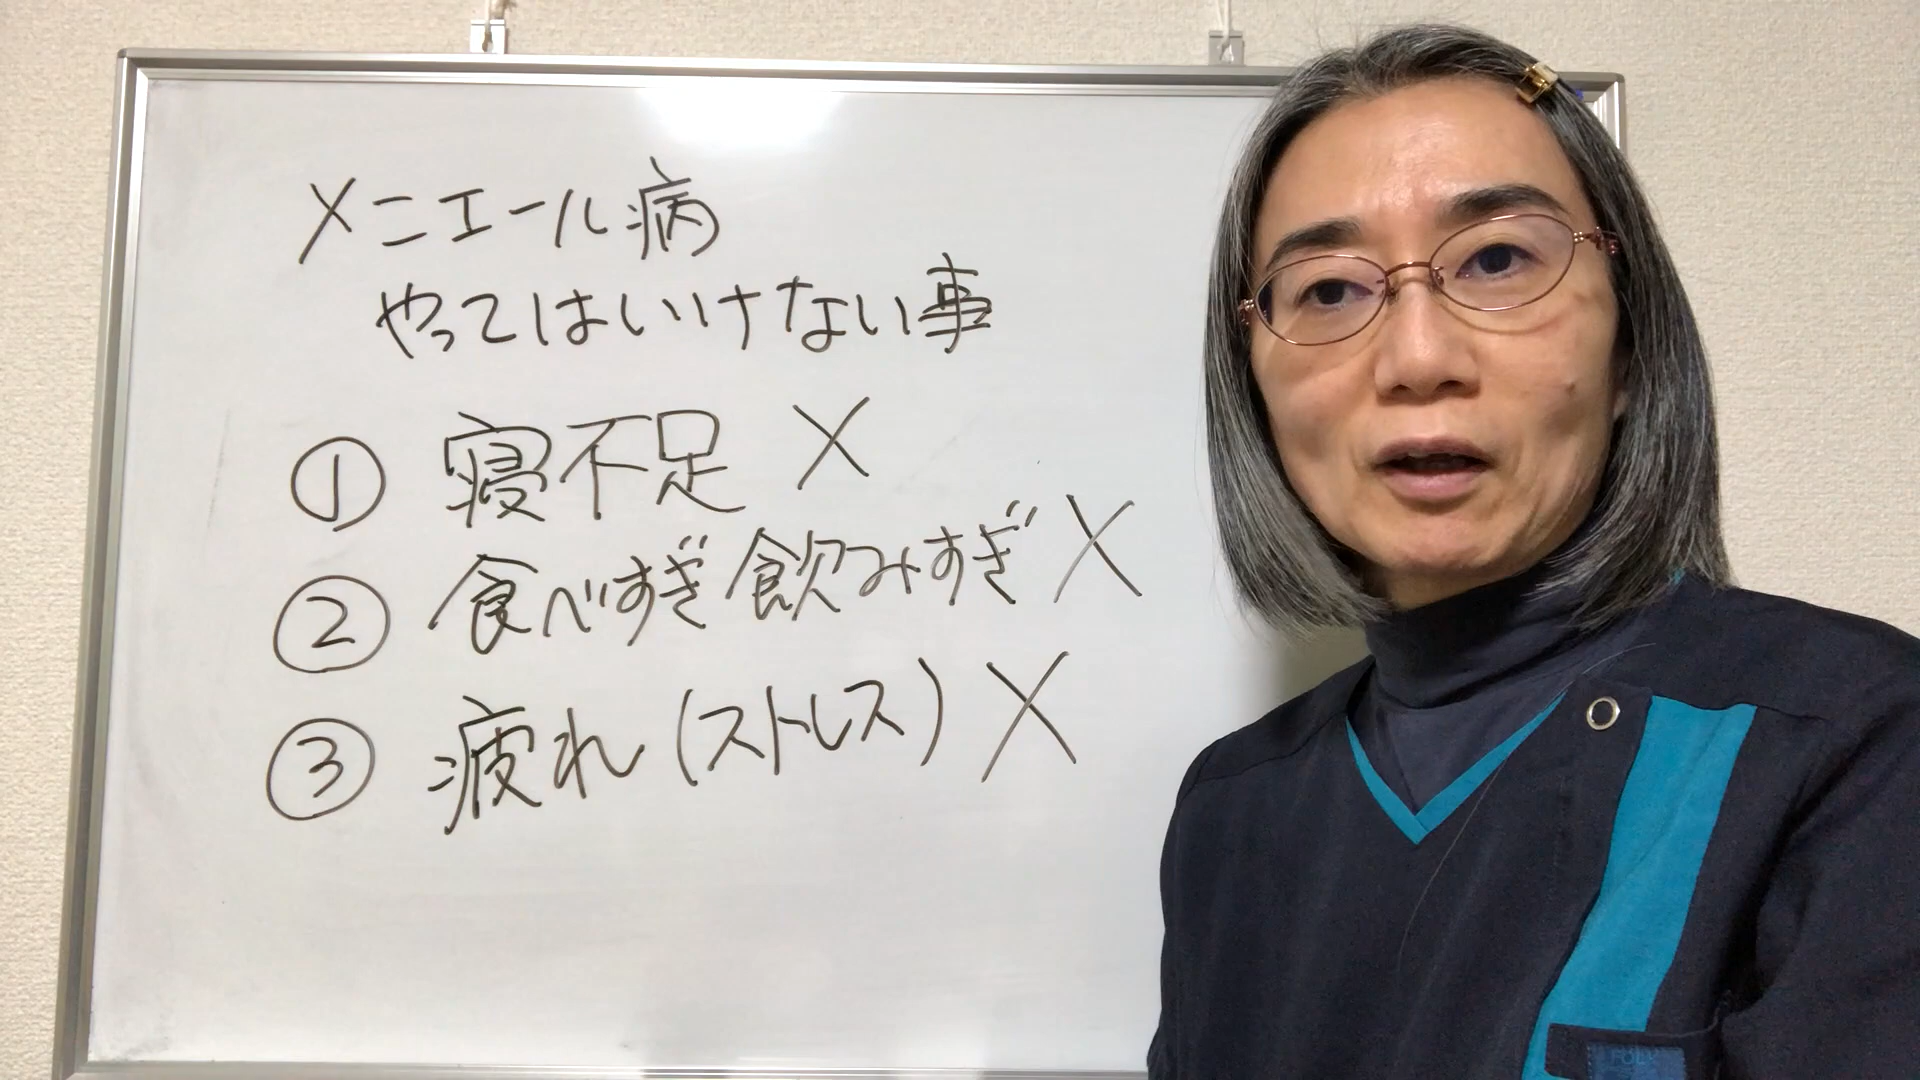 メニエール病
やってはいけない事
① 寝不足 ×
② 食べすぎ飲みすぎ ×
③ 疲れ(ストレス) ×